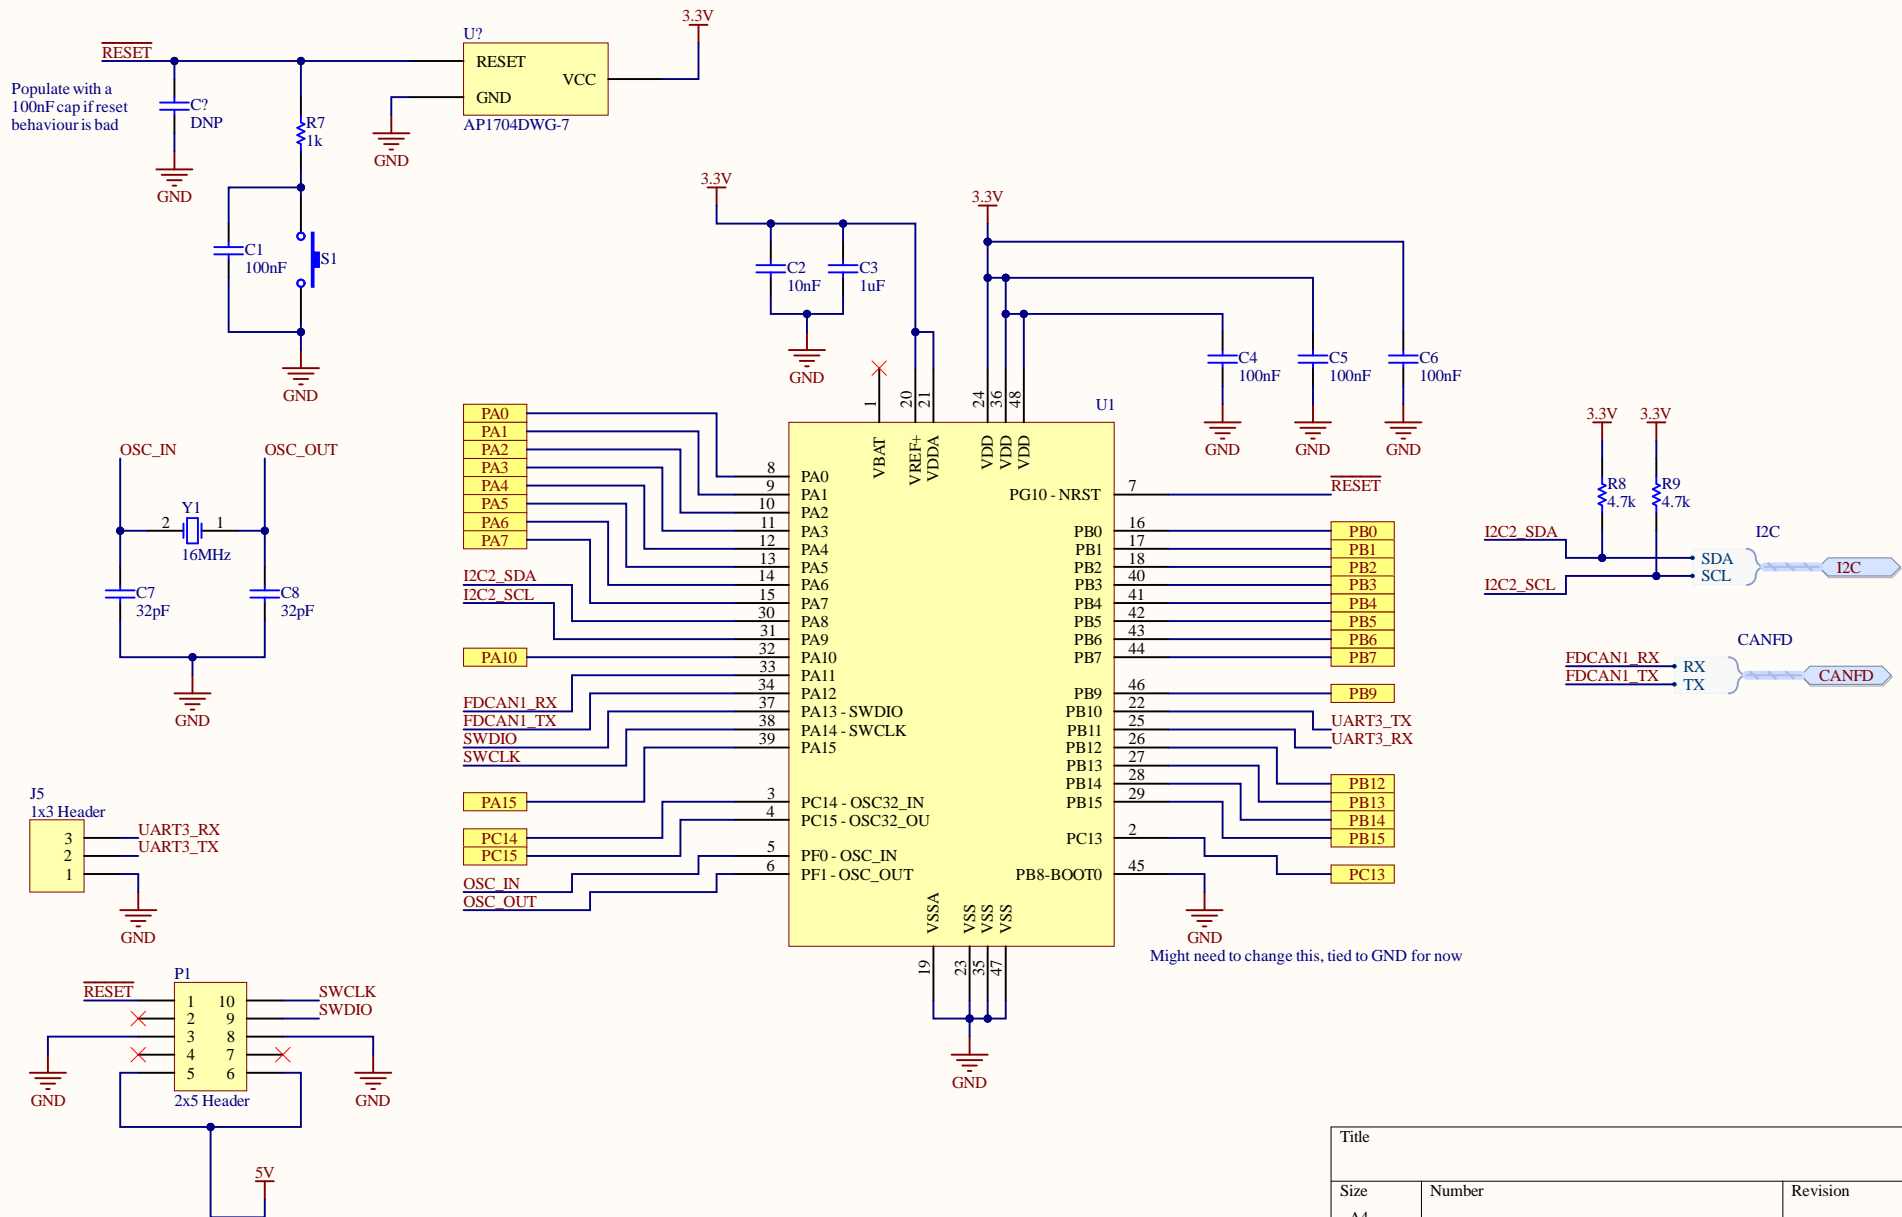 RESET
Populate with a
100nF cap if reset
behaviour is bad
C?
DNP
GND
R7
1k
C1
100nF
S1
GND
U?
RESET
VCC
GND
AP1704DWG-7
GND
3.3V
3.3V
C2
10nF
C3
1uF
GND
3.3V
C4
100nF
GND
C5
100nF
GND
C6
100nF
GND
OSC_IN
OSC_OUT
Y1
2
1
16MHz
C7
32pF
C8
32pF
GND
J5
1x3 Header
3
UART3_RX
2
UART3_TX
1
GND
P1
RESET
1
10
SWCLK
2
9
SWDIO
3
8
4
7
5
6
GND
GND
2x5 Header
5V
PA0
PA1
PA2
PA3
PA4
PA5
PA6
PA7
I2C2_SDA
I2C2_SCL
PA10
FDCAN1_RX
FDCAN1_TX
SWDIO
SWCLK
PA15
PC14
PC15
OSC_IN
OSC_OUT
U1
1
VBAT
20
VREF+
21
VDDA
24
VDD
36
VDD
48
VDD
8
PA0
9
PA1
10
PA2
11
PA3
12
PA4
13
PA5
14
PA6
15
PA7
30
PA8
31
PA9
32
PA10
33
PA11
34
PA12
37
PA13 - SWDIO
38
PA14 - SWCLK
39
PA15
3
PC14 - OSC32_IN
4
PC15 - OSC32_OU
5
PF0 - OSC_IN
6
PF1 - OSC_OUT
PG10 - NRST
7
RESET
PB0
16
PB0
PB1
17
PB1
PB2
18
PB2
PB3
40
PB3
PB4
41
PB4
PB5
42
PB5
PB6
43
PB6
PB7
44
PB7
PB9
46
PB9
PB10
22
UART3_TX
PB11
25
UART3_RX
PB12
26
PB12
PB13
27
PB13
PB14
28
PB14
PB15
29
PB15
PC13
2
PC13
PB8-BOOT0
45
GND
Might need to change this, tied to GND for now
VSSA
19
VSS
23
VSS
35
VSS
47
GND
3.3V
3.3V
R8
4.7k
R9
4.7k
I2C2_SDA
I2C2_SCL
I2C
SDA
SCL
I2C
CANFD
FDCAN1_RX
RX
FDCAN1_TX
TX
CANFD
Title
Size
Number
Revision
A4